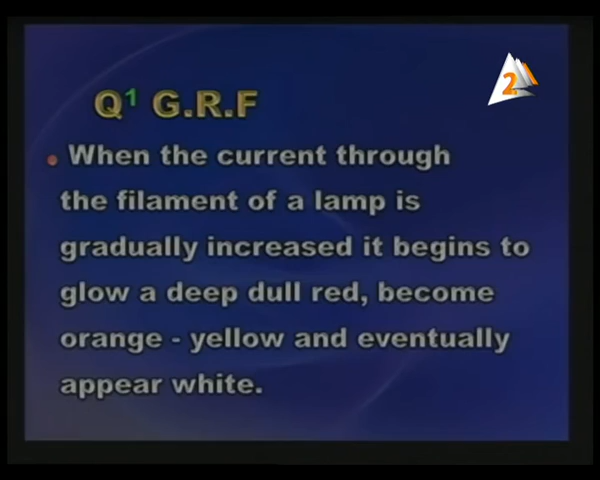 2
Q1 G.R.F
• When the current through
the filament of a lamp is
gradually increased it begins to
glow a deep dull red, become
orange - yellow and eventually
appear white.